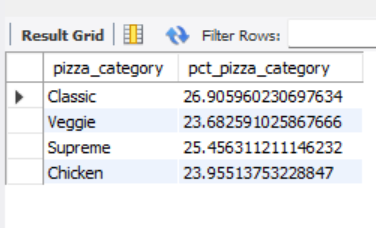 Result Grid Filter Rows:
pizza_category pct_pizza_category
Classic 26.905960230697634
Veggie 23.682591025867666
Supreme 25.456311211146232
Chicken 23.95513753228847